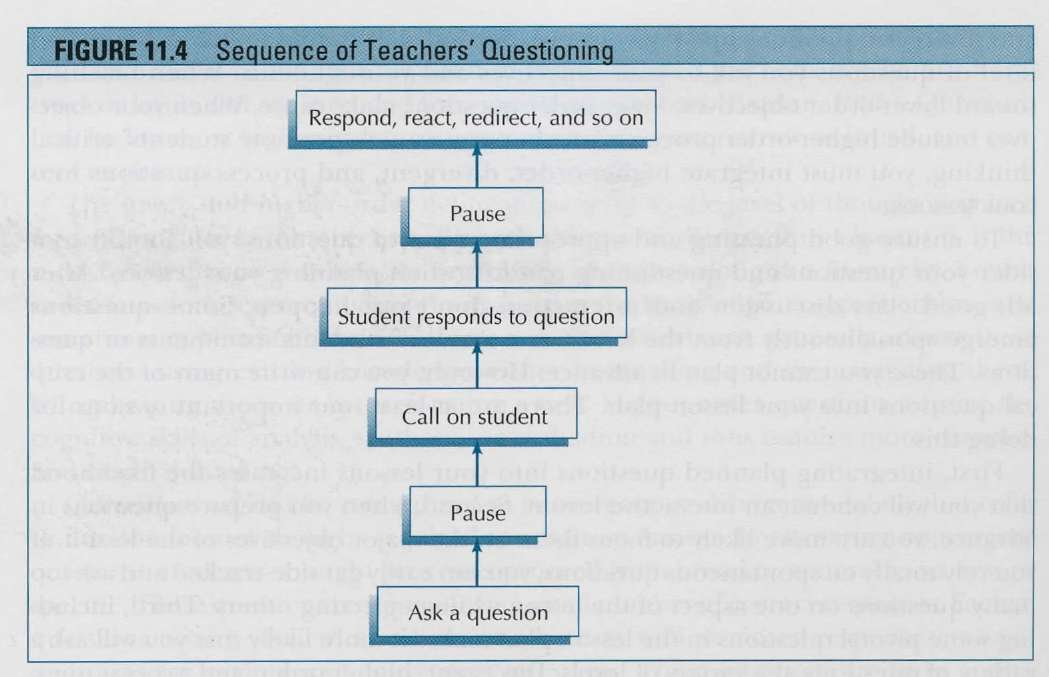 FIGURE 11.4 Sequence of Teachers' Questioning
Respond, react, redirect, and so on
Pause
Student responds to question
Call on student
Pause
Ask a question